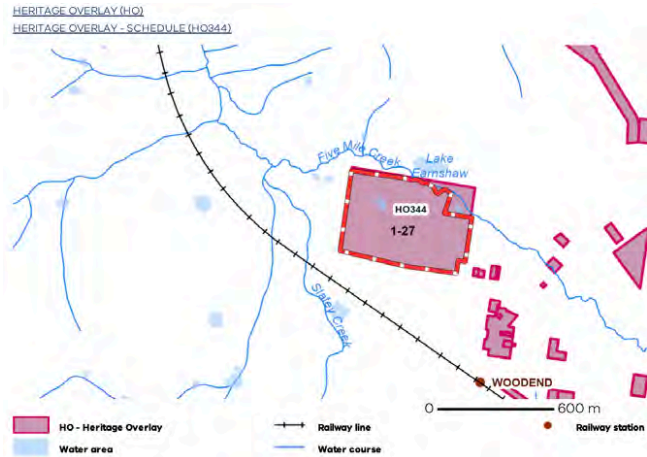 HERITAGE OVERLAY (HO)
HERITAGE OVERLAY - SCHEDULE (HO344)
Five Mile Creek
Lake
Earnshaw
HO344
1-27
Slatey Creek
WOODEND
0 600 m
HO - Heritage Overlay
Railway line
Railway station
Water area
Water course